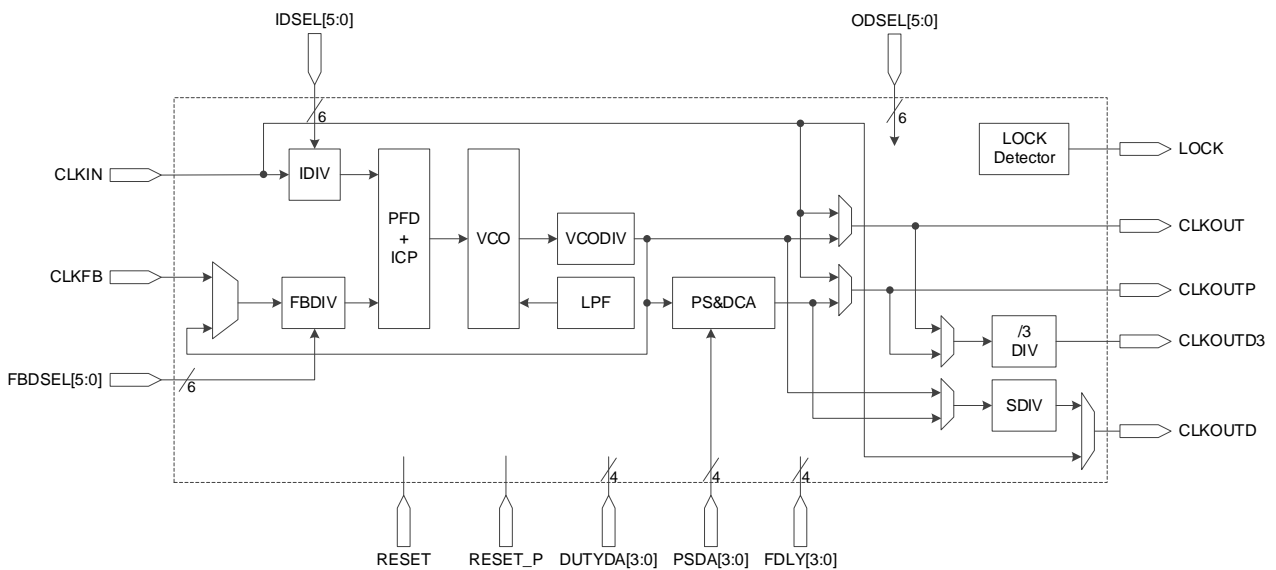 IDSEL[5:0]
ODSEL[5:0]
6
6
LOCK
Detector
LOCK
CLKIN
IDIV
PFD
+
ICP
VCO
VCODIV
CLKOUT
CLKFB
FBDIV
LPF
PS&DCA
CLKOUTP
/3
DIV
CLKOUTD3
FBDSEL[5:0]
6
SDIV
CLKOUTD
4
4
4
RESET
RESET_P
DUTYDA[3:0]
PSDA[3:0]
FDLY[3:0]